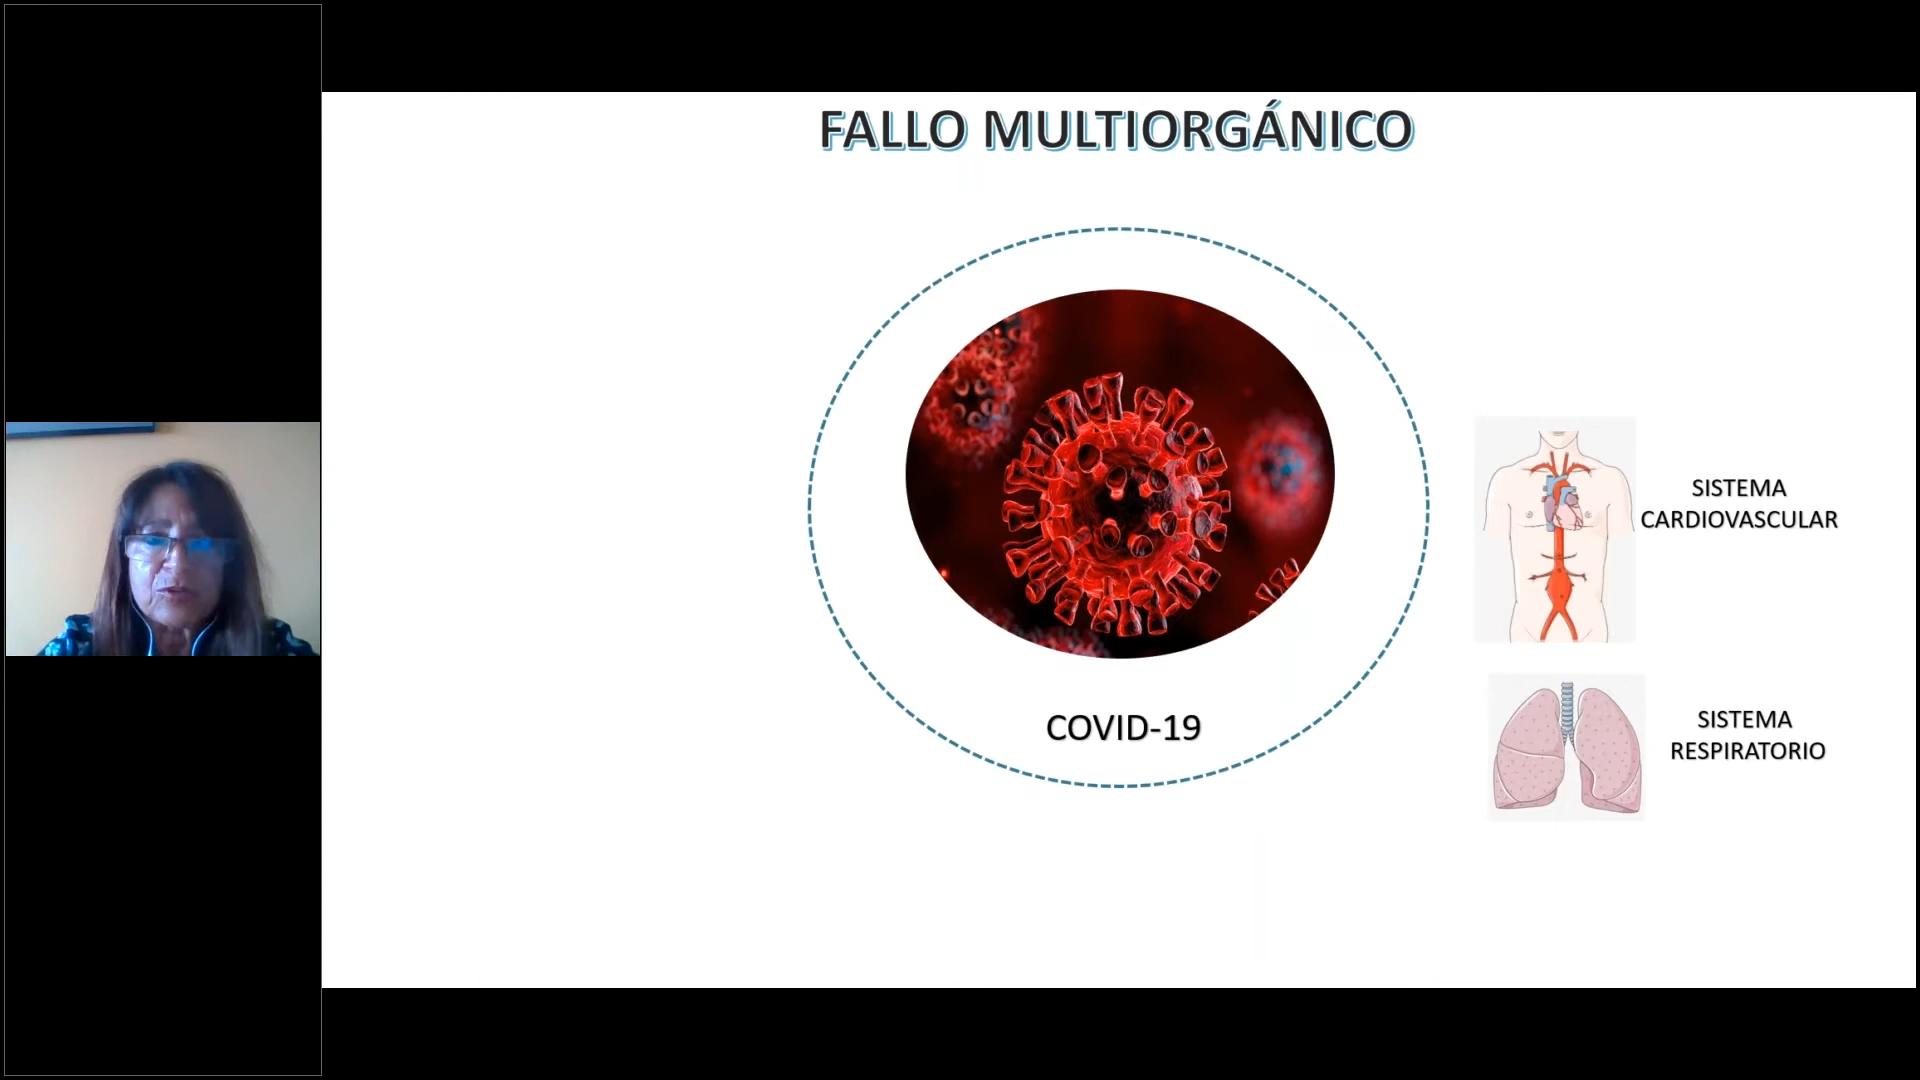 FALLO MULTIORGÁNICO
SISTEMA
CARDIOVASCULAR
SISTEMA
RESPIRATORIO
COVID-19